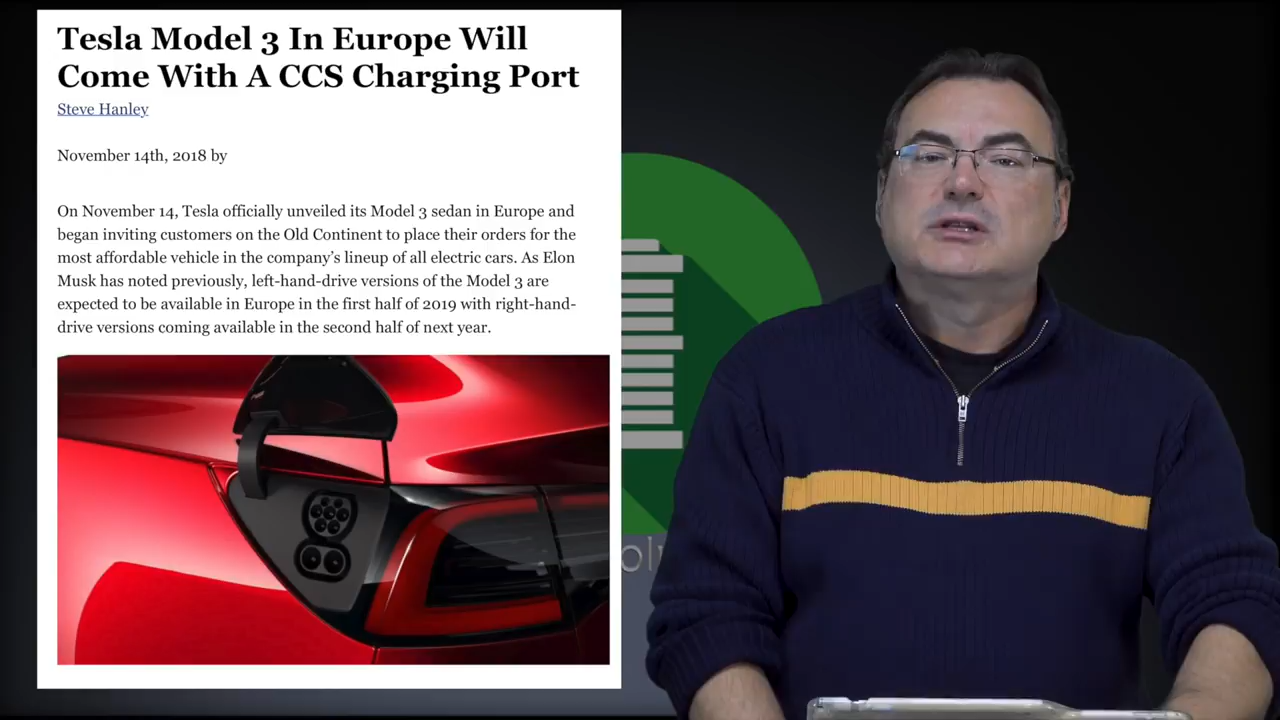 Tesla Model 3 In Europe Will
Come With A CCS Charging Port
Steve Hanley
November 14th, 2018 by
On November 14, Tesla officially unveiled its Model 3 sedan in Europe and
began inviting customers on the Old Continent to place their orders for the
most affordable vehicle in the company’s lineup of all electric cars. As Elon
Musk has noted previously, left-hand-drive versions of the Model 3 are
expected to be available in Europe in the first half of 2019 with right-hand-
drive versions coming available in the second half of next year.